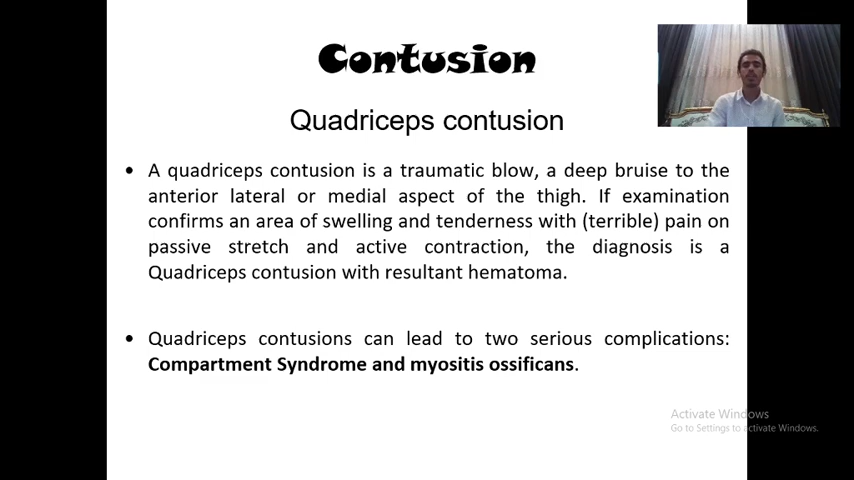 Contusion
Quadriceps contusion
• A quadriceps contusion is a traumatic blow, a deep bruise to the
anterior lateral or medial aspect of the thigh. If examination
confirms an area of swelling and tenderness with (terrible) pain on
passive stretch and active contraction, the diagnosis is a
Quadriceps contusion with resultant hematoma.
• Quadriceps contusions can lead to two serious complications:
Compartment Syndrome and myositis ossificans.
Activate Windows
Go to Settings to activate Windows.